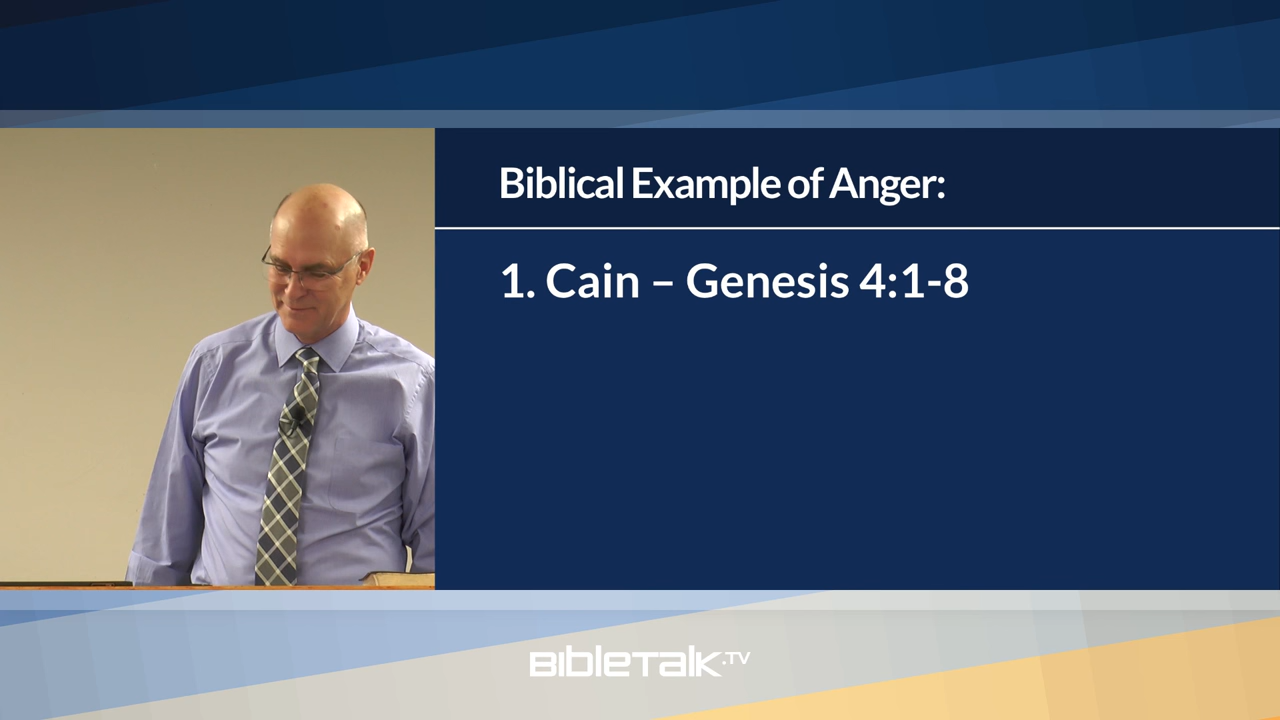 Biblical Example of Anger:
1. Cain – Genesis 4:1-8
BIBLETALK.TV